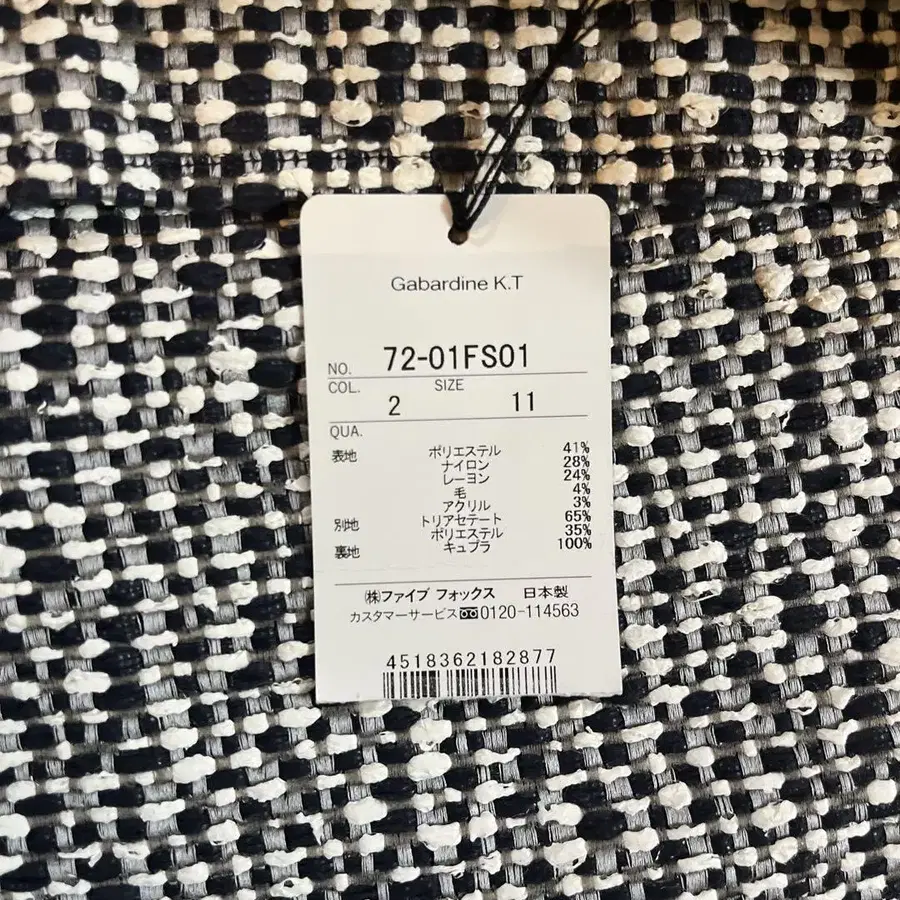 Gabardine K.T
NO. 72-01FS01
COL. SIZE
2 11
QUA.
表地 ポリエステル 41%
ナイロン 28%
レーヨン 24%
毛 4%
アクリル 3%
別地 トリアセテート 65%
ポリエステル 35%
裏地 キュプラ 100%
㈱ファイブ フォックス 日本製
カスタマーサービス 0120-114563
4518362182877